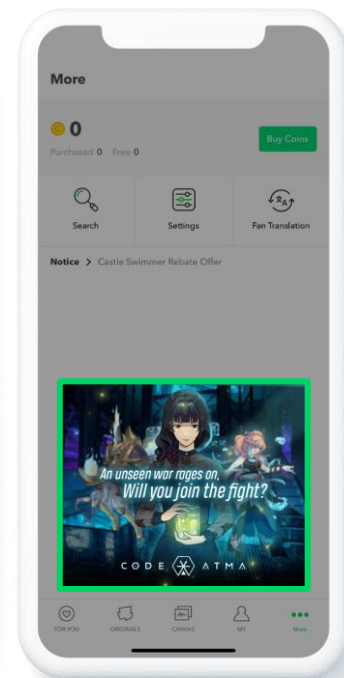 More
0
Purchased 0 Free 0
Buy Coins
Search
Settings
Fan Translation
Notice > Castle Swimmer Rebate Offer
An unseen war rages on,
Will you join the fight?
CODE ATMA
FOR YOU
ORIGINALS
CANVAS
MY
More